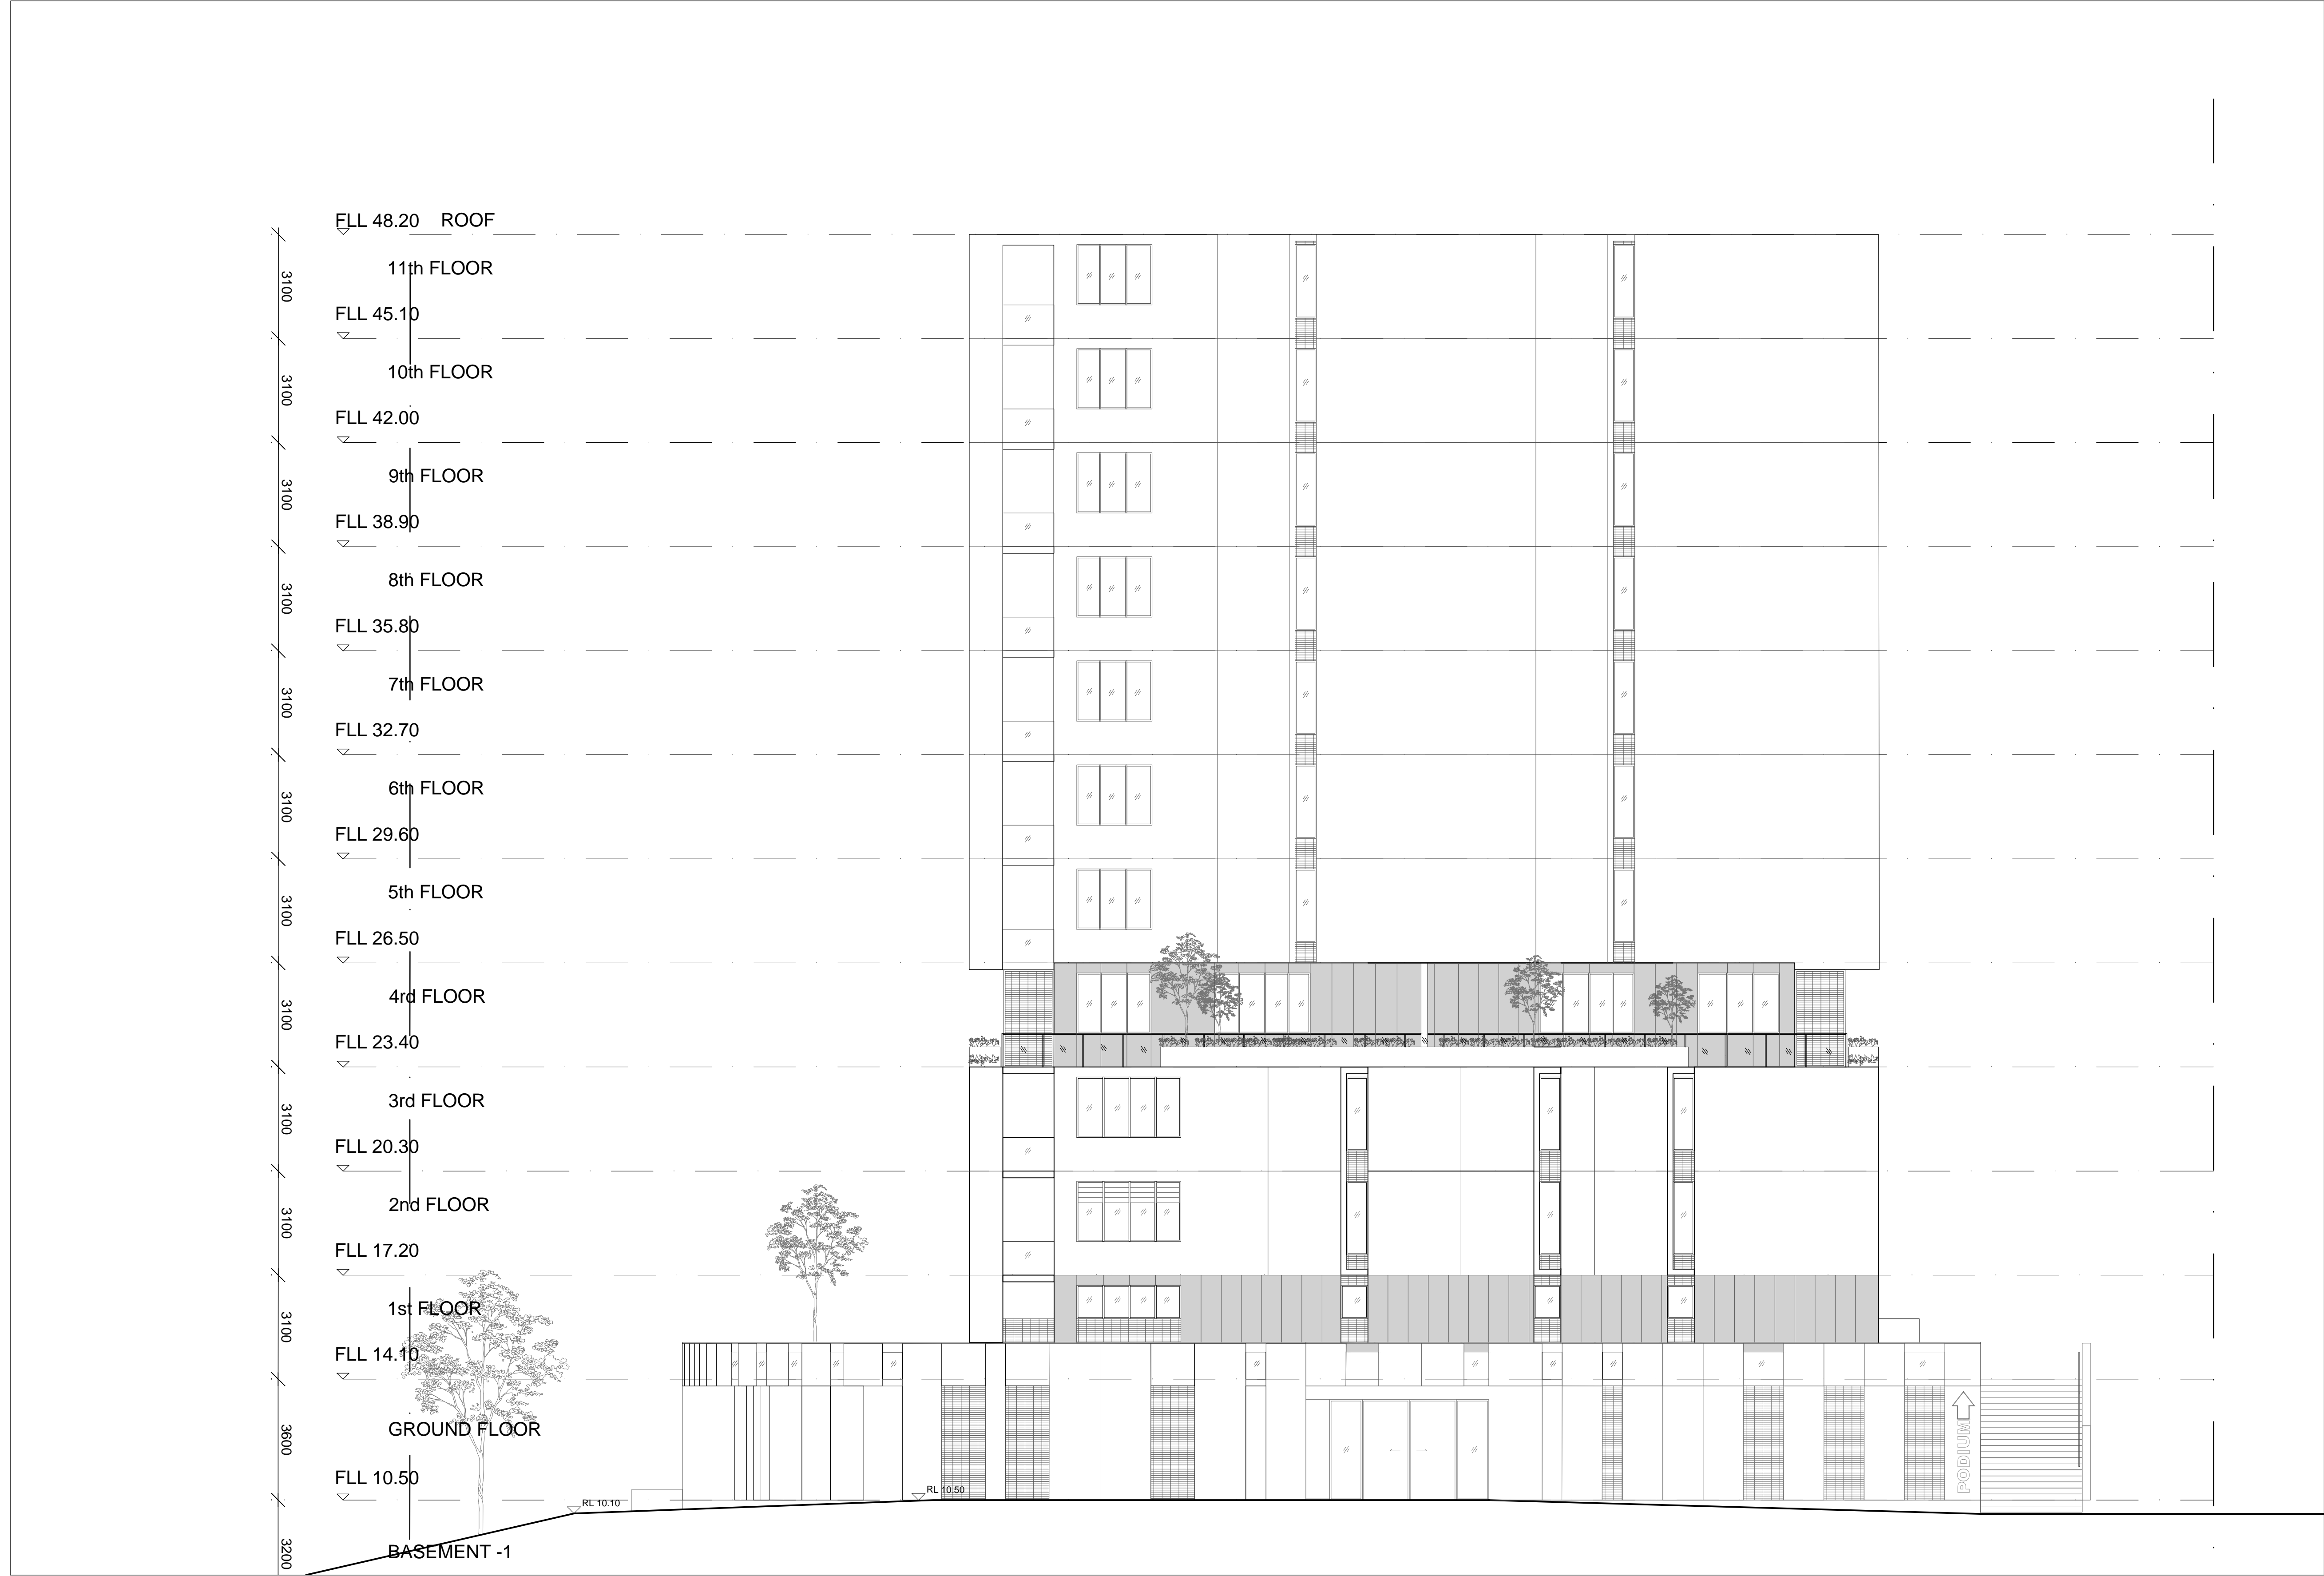 FLL 48.20 ROOF
3100
11th FLOOR
FLL 45.10
3100
10th FLOOR
FLL 42.00
3100
9th FLOOR
FLL 38.90
3100
8th FLOOR
FLL 35.80
3100
7th FLOOR
FLL 32.70
3100
6th FLOOR
FLL 29.60
3100
5th FLOOR
FLL 26.50
3100
4rd FLOOR
FLL 23.40
3100
3rd FLOOR
FLL 20.30
3100
2nd FLOOR
FLL 17.20
3100
1st FLOOR
FLL 14.10
3600
GROUND FLOOR
PODIUM
FLL 10.50
RL 10.50
RL 10.10
3200
BASEMENT -1